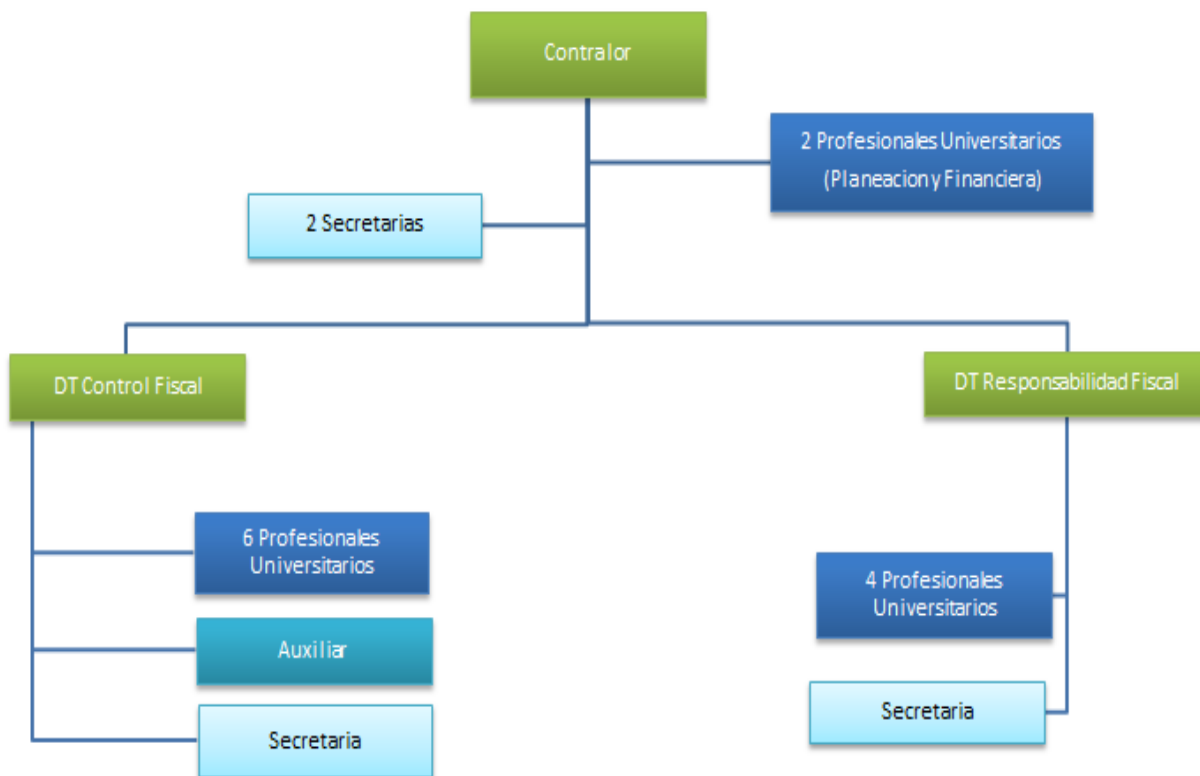 Contralor
2 Profesionales Universitarios
(Planeacion y Financiera)
2 Secretarias
DT Control Fiscal
DT Responsabilidad Fiscal
6 Profesionales
Universitarios
4 Profesionales
Universitarios
Auxiliar
Secretaria
Secretaria